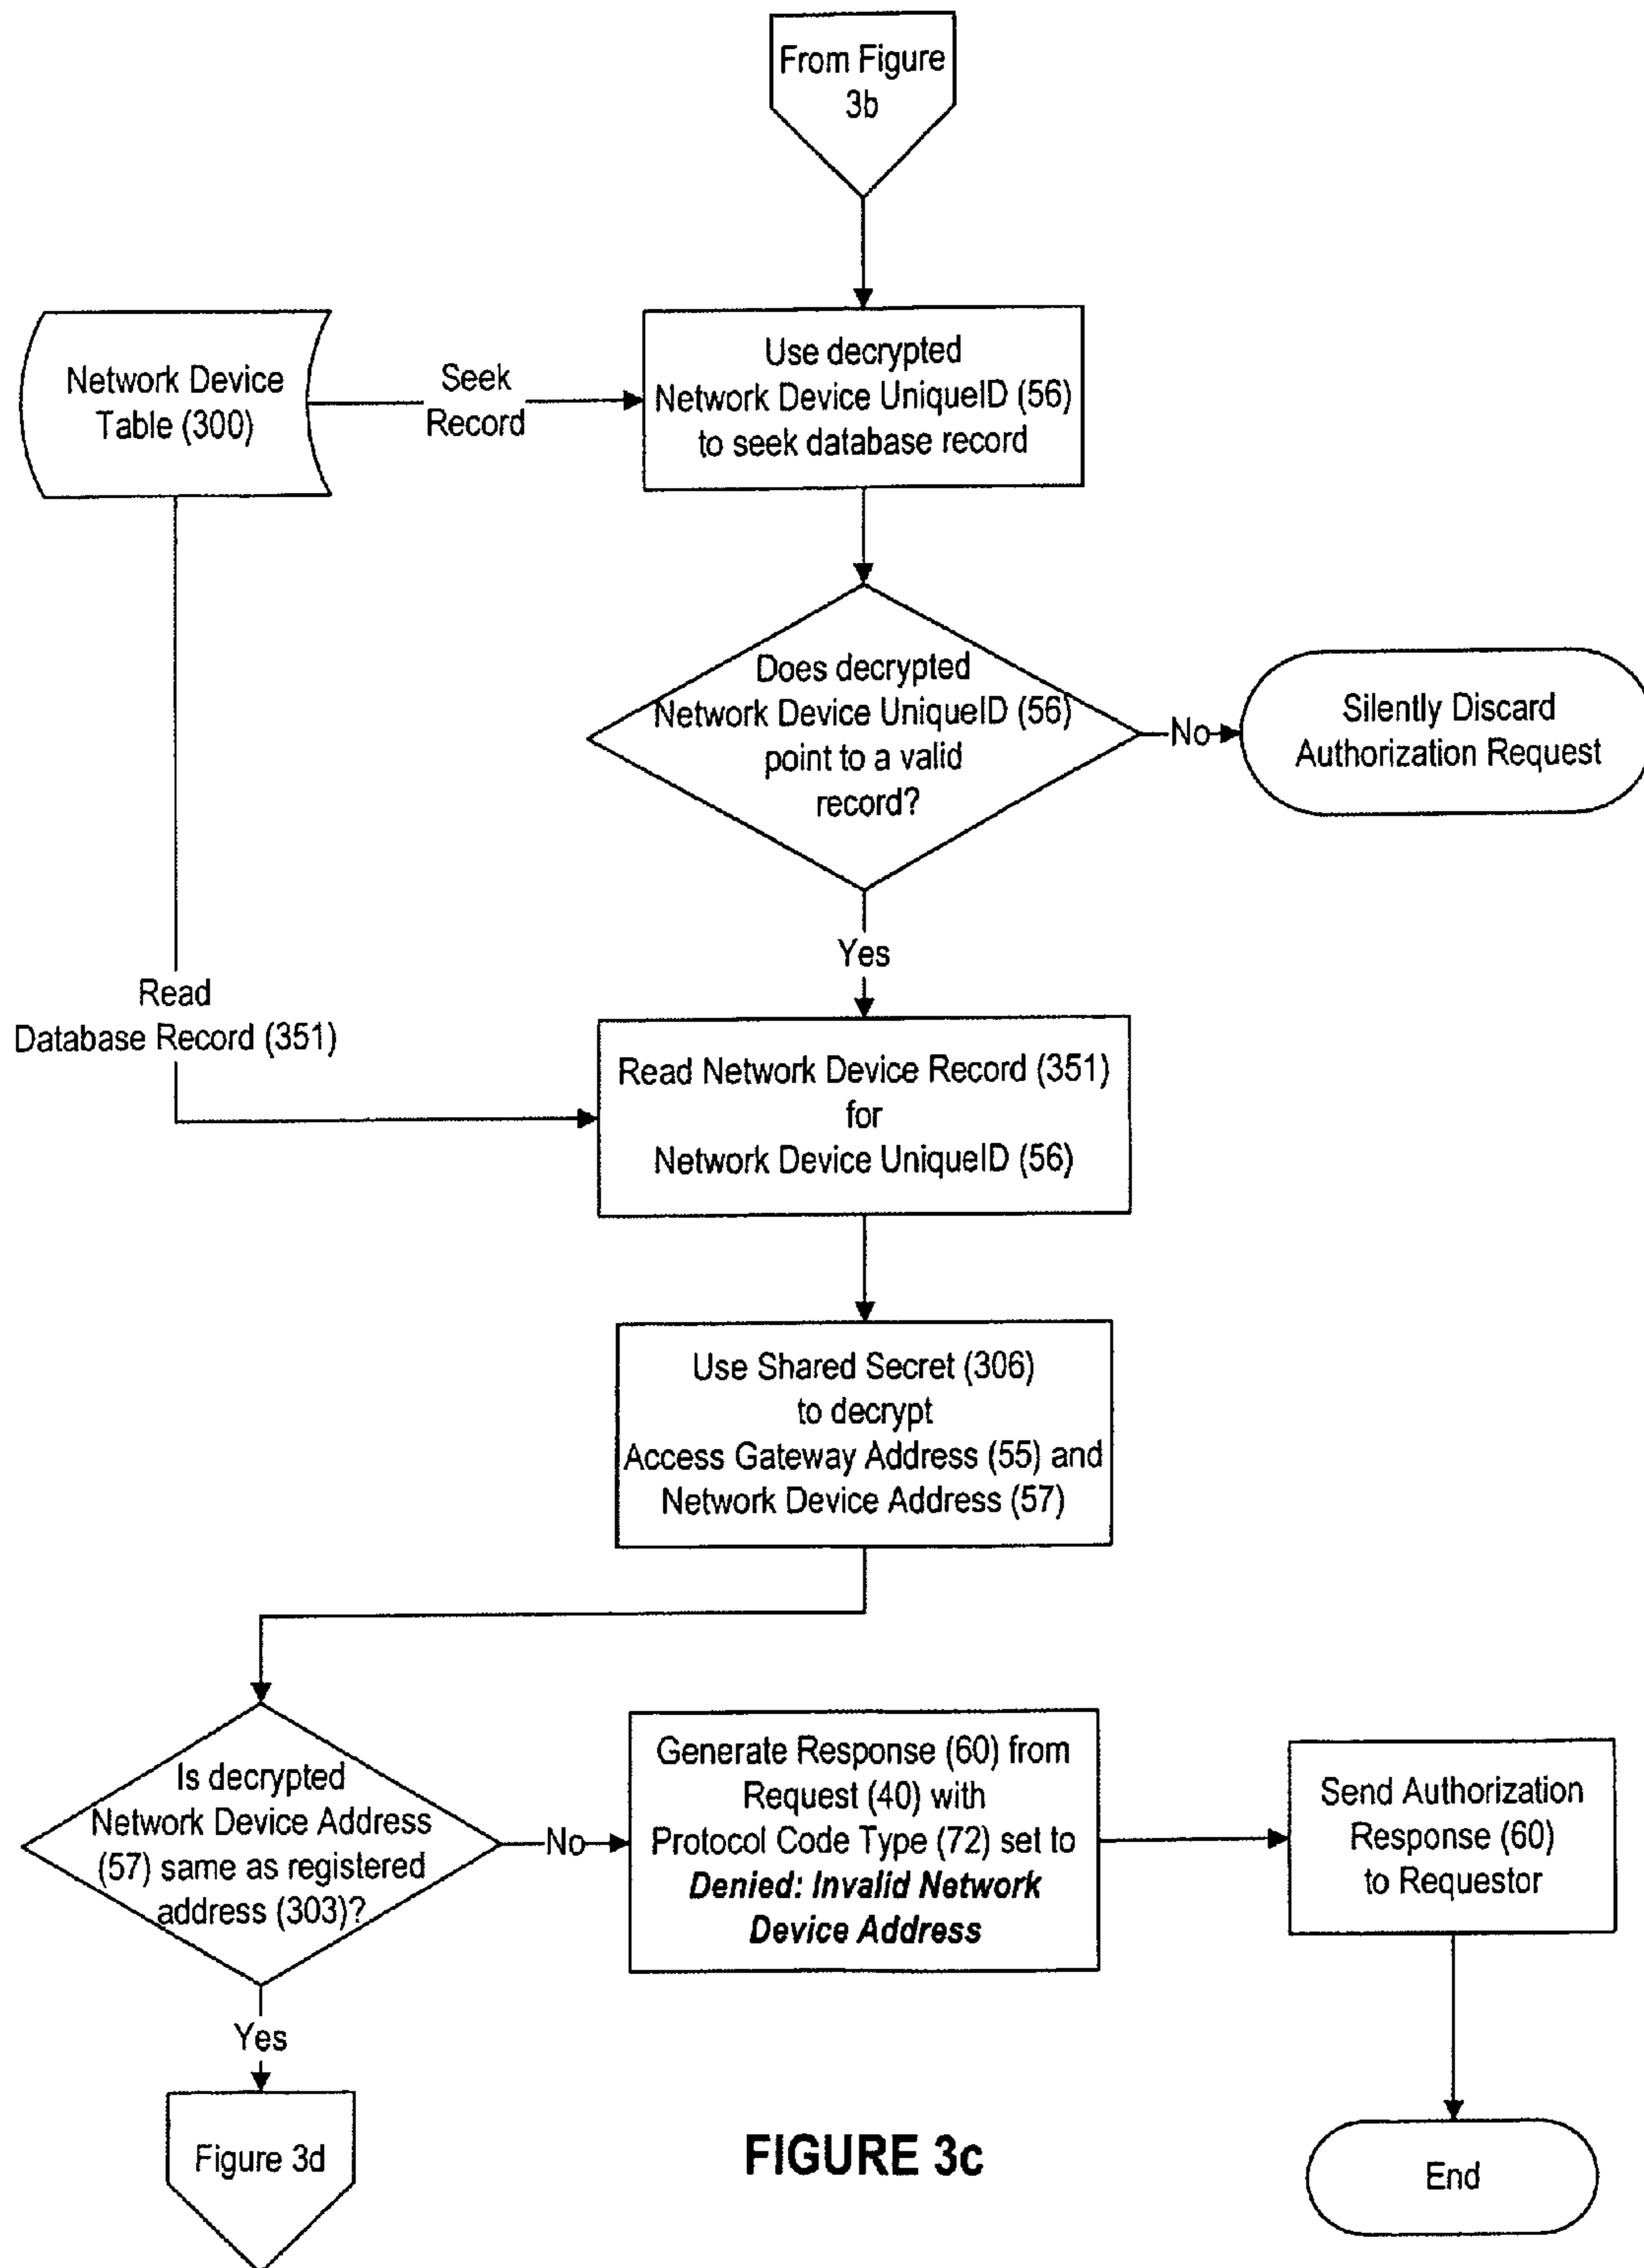 From Figure
3b
Network Device
Table (300)
Seek
Record
Use decrypted
Network Device UniqueID (56)
to seek database record
Does decrypted
Network Device UniqueID (56)
point to a valid
record?
No
Silently Discard
Authorization Request
Yes
Read
Database Record (351)
Read Network Device Record (351)
for
Network Device UniqueID (56)
Use Shared Secret (306)
to decrypt
Access Gateway Address (55) and
Network Device Address (57)
Is decrypted
Network Device Address
(57) same as registered
address (303)?
No
Generate Response (60) from
Request (40) with
Protocol Code Type (72) set to
Denied: Invalid Network
Device Address
Send Authorization
Response (60)
to Requestor
Yes
Figure 3d
FIGURE 3c
End